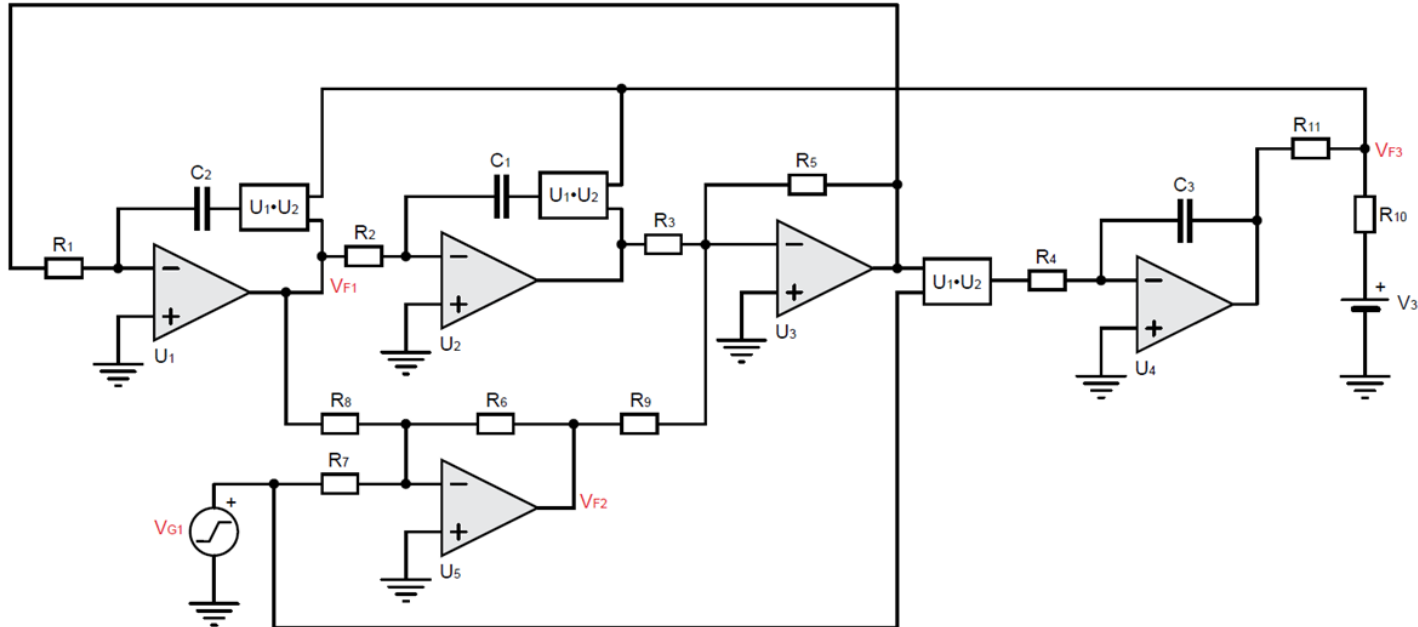 R11
VF3
C2
C1
R5
C3
U1•U2
U1•U2
R10
R1
R2
R3
R4
−
−
−
−
+
V3
VF1
U1•U2
+
+
+
+
U1
U2
U3
U4
R8
R6
R9
R7
+
−
VG1
VF2
+
U5